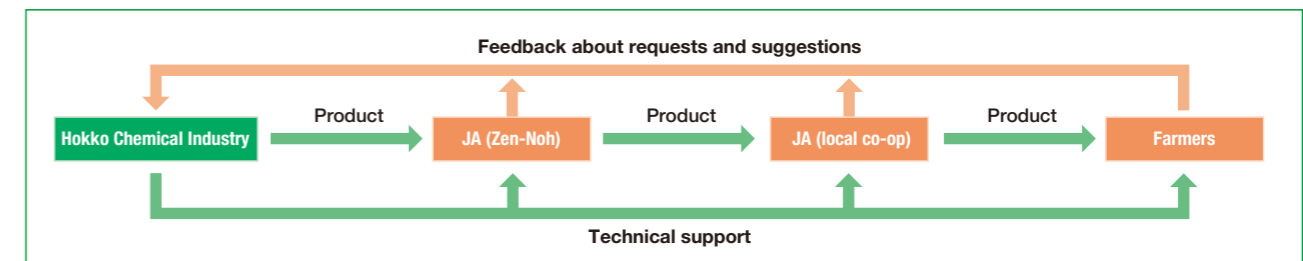 Feedback about requests and suggestions
Product
Product
Product
Hokko Chemical Industry
JA (Zen-Noh)
JA (local co-op)
Farmers
Technical support